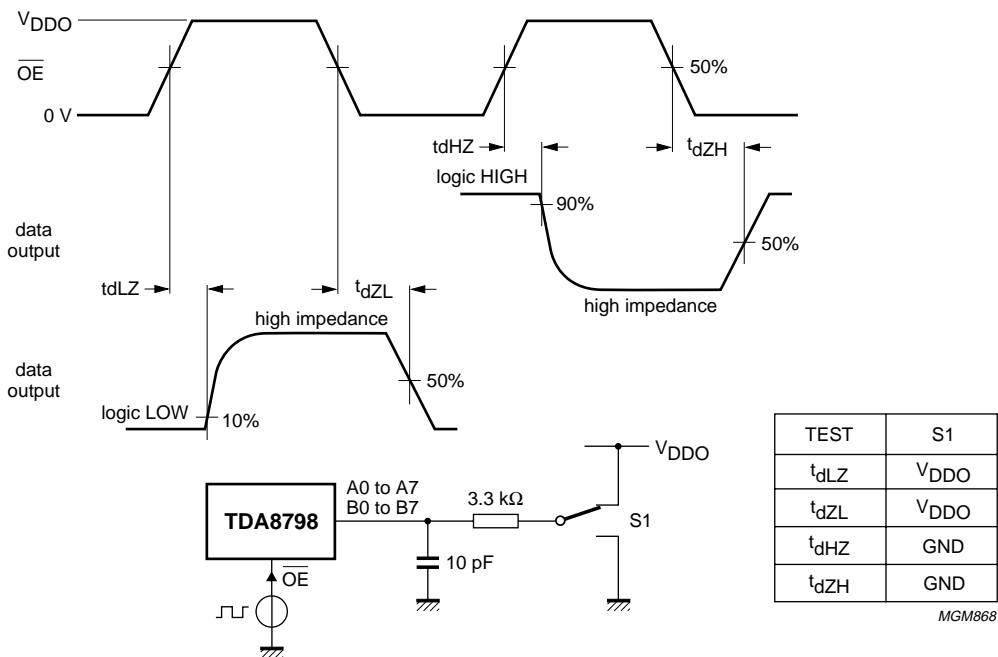 VDDO
OE
0 V
50%
tdHZ
tdZH
logic HIGH
90%
data
output
50%
tdLZ
tdZL
high impedance
high impedance
data
output
50%
logic LOW
10%
VDDO
A0 to A7
B0 to B7
3.3 kΩ
S1
TDA8798
10 pF
OE
TEST S1
tdLZ VDDO
tdZL VDDO
tdHZ GND
tdZH GND
MGM868